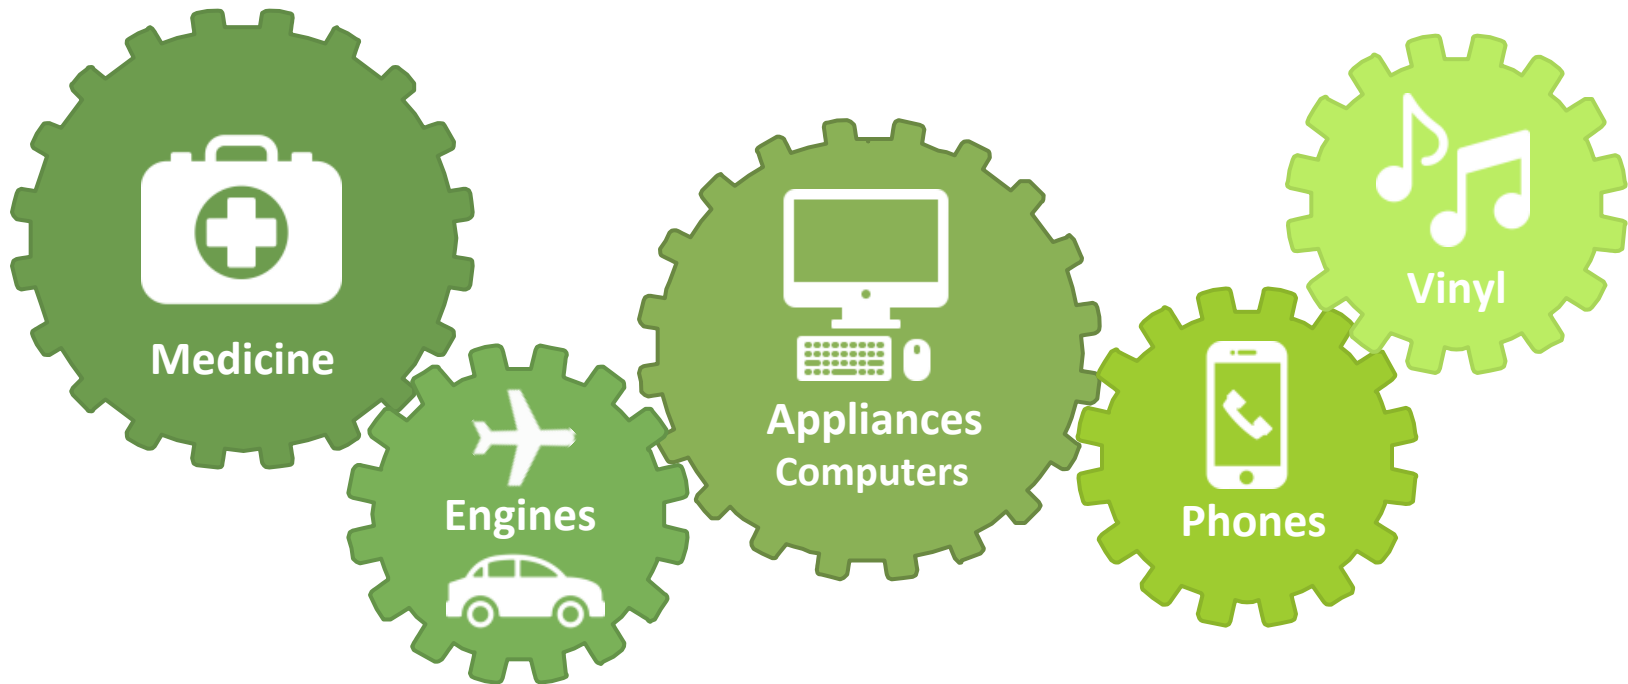 Medicine
Engines
Appliances
Computers
Phones
Vinyl